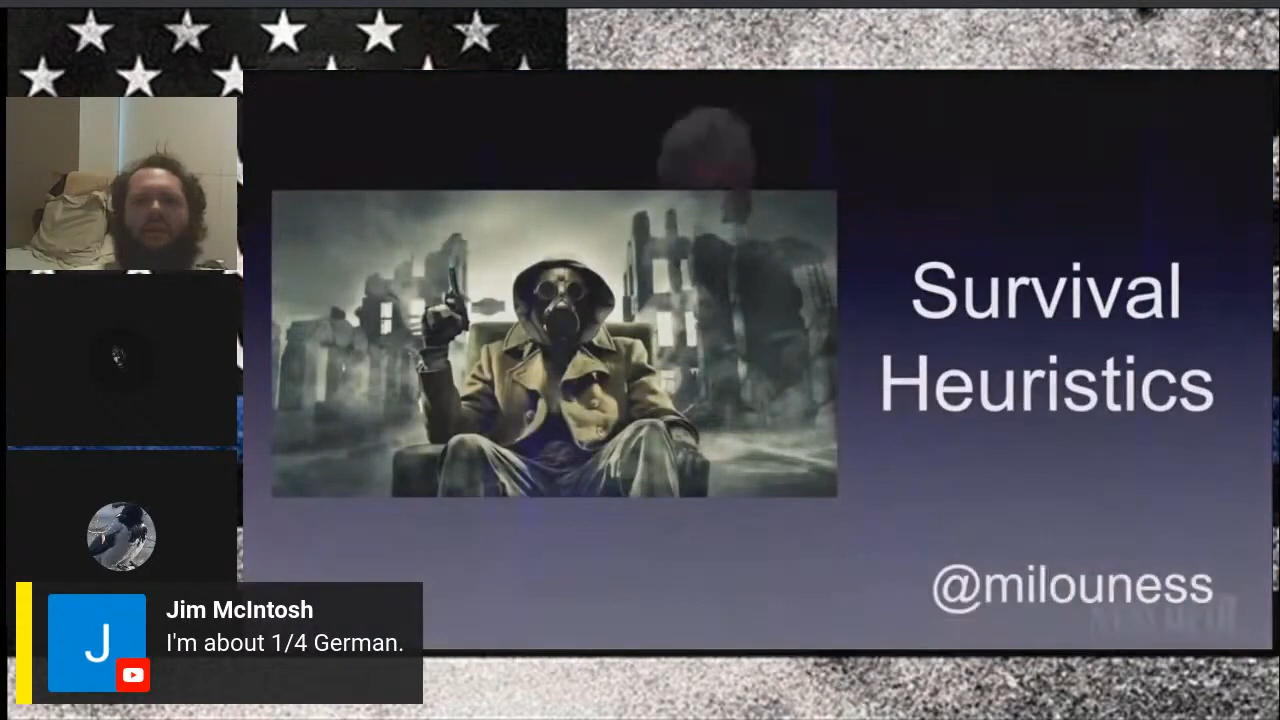 Survival
Heuristics
@milouness
J
Jim McIntosh
I'm about 1/4 German.